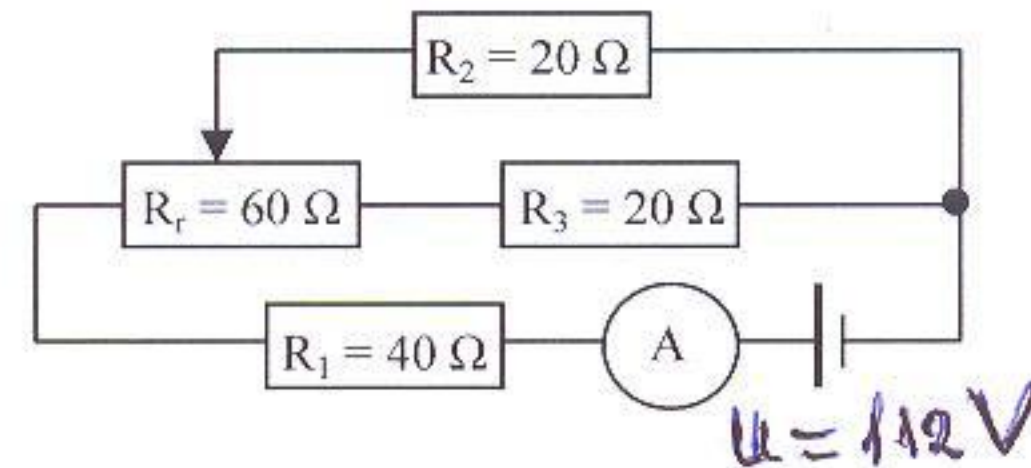 R₂ = 20 Ω
Rᵣ = 60 Ω
R₃ = 20 Ω
R₁ = 40 Ω
A
U = 112 V